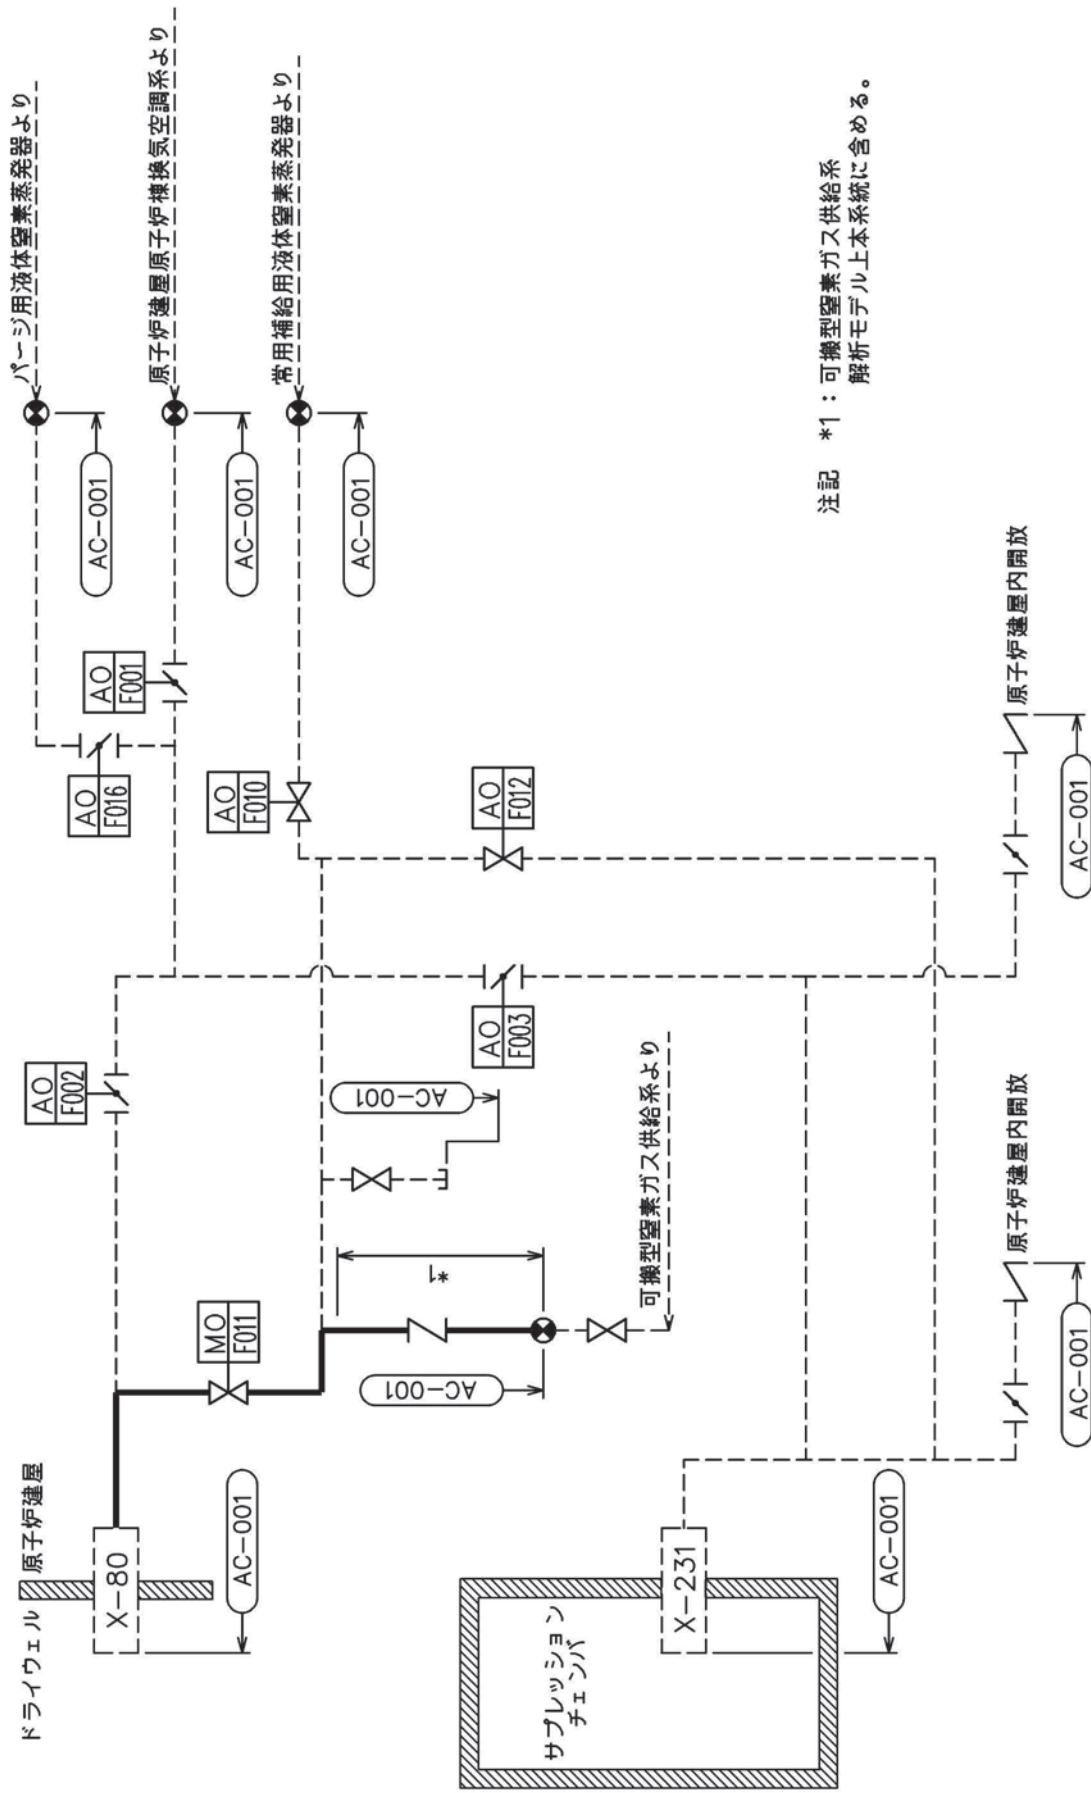 ドライウェル 原子炉建屋
X-80
AC-001
MO
F011
AO
F002
パージ用液体窒素蒸発器より
AC-001
AO
F016
AO
F001
原子炉建屋原子炉棟換気空調系より
AC-001
AO
F010
常用補給用液体窒素蒸発器より
AC-001
AC-001
*1
AC-001
可搬型窒素ガス供給系より
AO
F003
AO
F012
サプレッション
チェンバ
X-231
AC-001
原子炉建屋内開放
AC-001
原子炉建屋内開放
AC-001
注記 *1：可搬型窒素ガス供給系
解析モデル上本系統に含める。